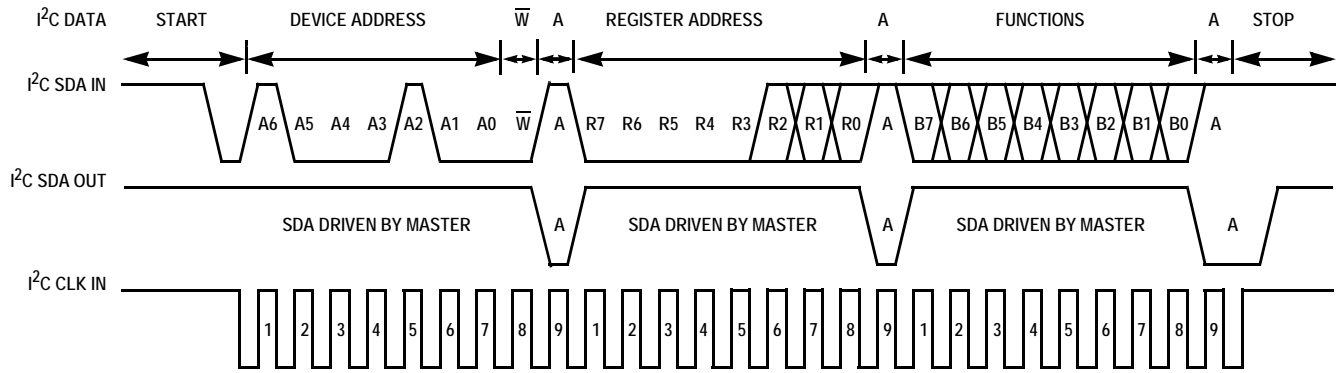 I²C DATA START DEVICE ADDRESS W̅ A REGISTER ADDRESS A FUNCTIONS A STOP
I²C SDA IN
A6 A5 A4 A3 A2 A1 A0 W̅ A R7 R6 R5 R4 R3 R2 R1 R0 A B7 B6 B5 B4 B3 B2 B1 B0 A
I²C SDA OUT
SDA DRIVEN BY MASTER A SDA DRIVEN BY MASTER A SDA DRIVEN BY MASTER A
I²C CLK IN
1 2 3 4 5 6 7 8 9 1 2 3 4 5 6 7 8 9 1 2 3 4 5 6 7 8 9